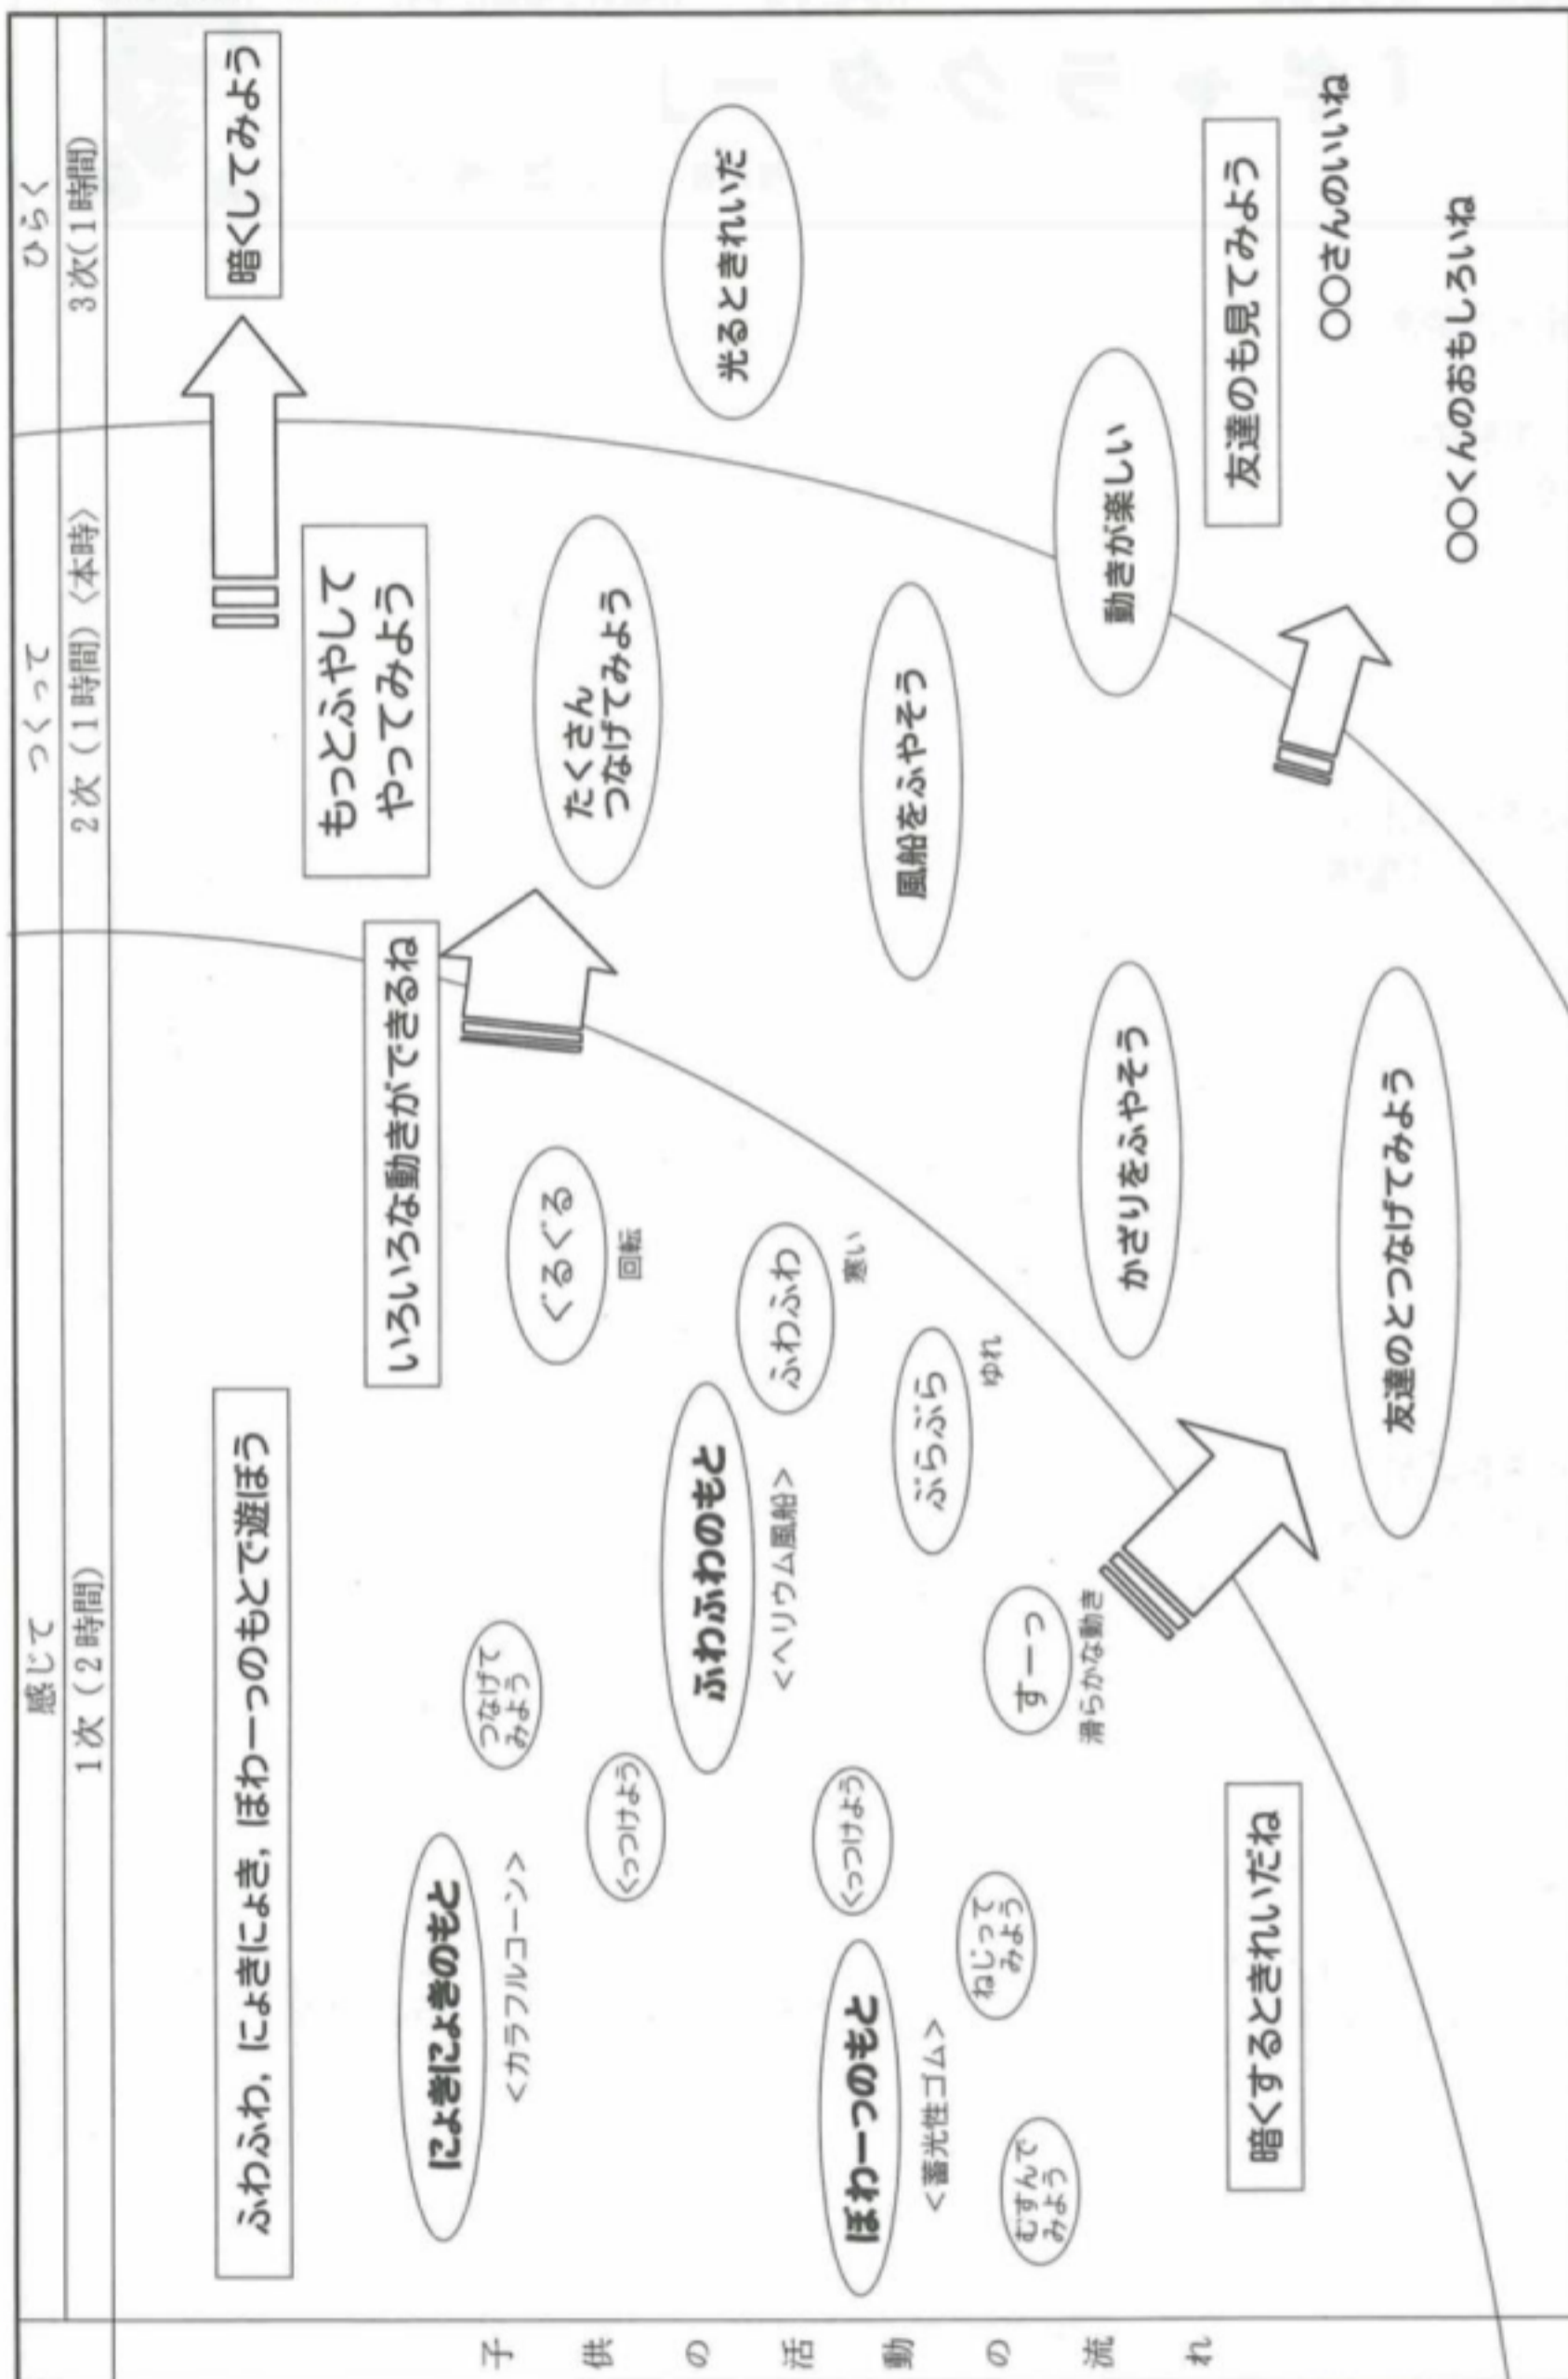 感じて
つくって
ひらく
1次(2時間)
2次(1時間)〈本時〉
3次(1時間)
子供の活動の流れ
ふわふわ,にょきにょき,ぽわーっのもとで遊ぼう
にょきにょきのもと
<カラフルコーン>
つなげて
みよう
くっつけよう
ふわふわのもと
<ヘリウム風船>
ぽわーっのもと
<蓄光性ゴム>
くっつけよう
ねじって
みよう
むすんで
みよう
いろいろな動きができるね
ぐるぐる
回転
ふわふわ
寒い
ぶらぶら
ゆれ
すーっ
滑らかな動き
暗くするときれいだね
もっとふやして
やってみよう
たくさん
つなげてみよう
風船をふやそう
かざりをふやそう
友達のとつなげてみよう
暗くしてみよう
光るときれいだ
動きが楽しい
友達のも見てみよう
〇〇さんのいいね
〇〇くんのおもしろいね